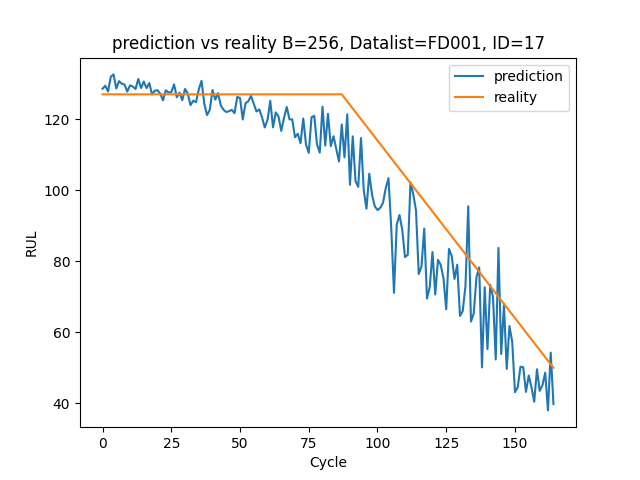 prediction vs reality B=256, Datalist=FD001, ID=17
prediction
reality
RUL
120
100
80
60
40
0 25 50 75 100 125 150
Cycle